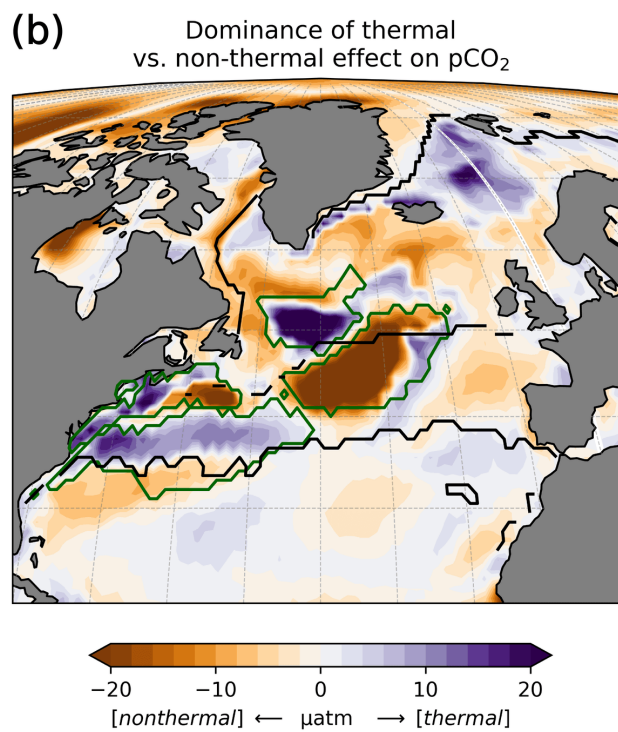 (b)
Dominance of thermal
vs. non-thermal effect on pCO₂
−20 −10 0 10 20
[nonthermal] ⟵ μatm ⟶ [thermal]